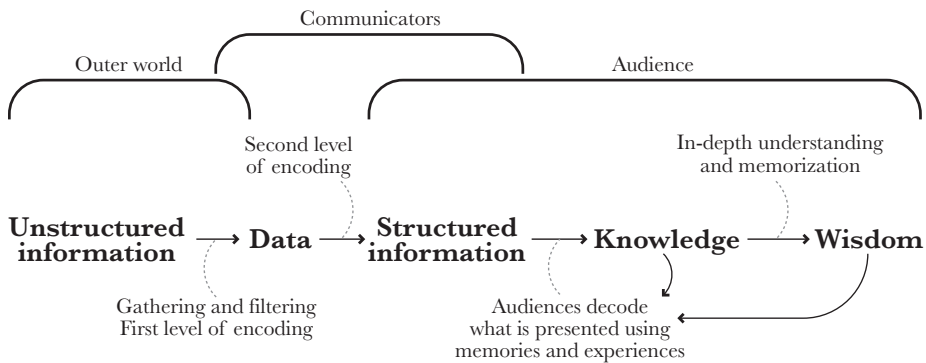 Communicators
Outer world
Audience
Second level
of encoding
In-depth understanding
and memorization
Unstructured
information
Data
Structured
information
Knowledge
Wisdom
Gathering and filtering
First level of encoding
Audiences decode
what is presented using
memories and experiences